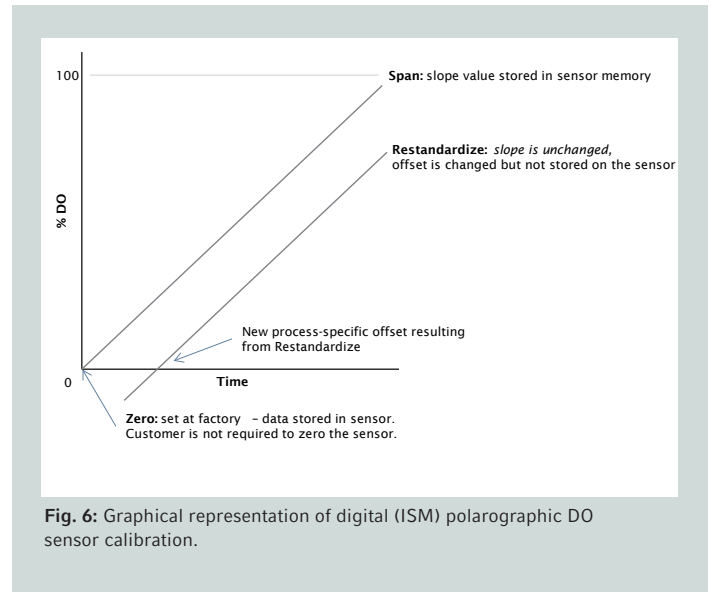 100
Span: slope value stored in sensor memory
Restandardize: slope is unchanged,
offset is changed but not stored on the sensor
% DO
New process-specific offset resulting
from Restandardize
0
Time
Zero: set at factory – data stored in sensor.
Customer is not required to zero the sensor.
Fig. 6: Graphical representation of digital (ISM) polarographic DO
sensor calibration.